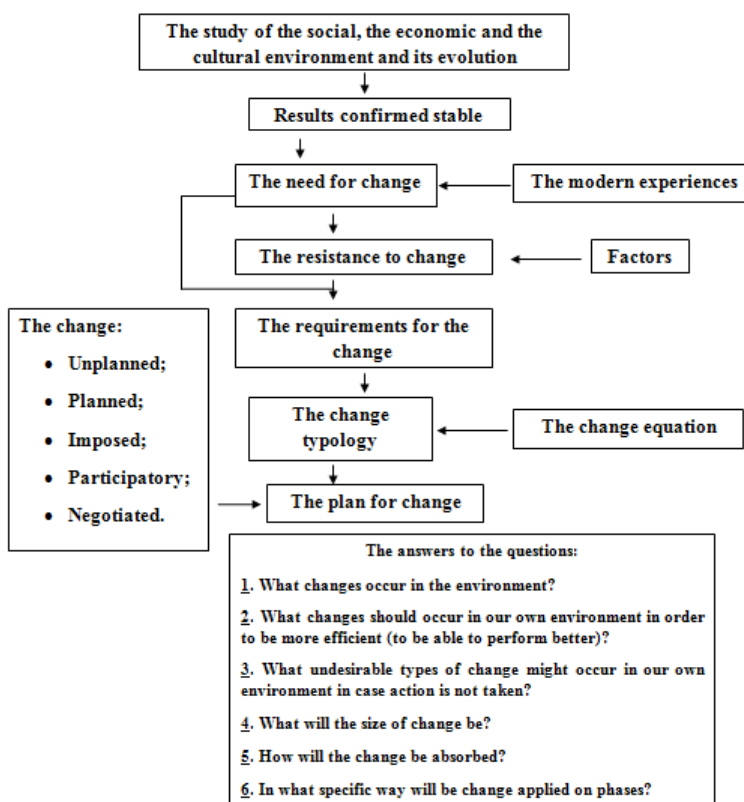 The study of the social, the economic and the
cultural environment and its evolution
Results confirmed stable
The need for change
The modern experiences
The resistance to change
Factors
The change:
• Unplanned;
• Planned;
• Imposed;
• Participatory;
• Negotiated.
The requirements for the
change
The change
typology
The change equation
The plan for change
The answers to the questions:
1. What changes occur in the environment?
2. What changes should occur in our own environment in order
to be more efficient (to be able to perform better)?
3. What undesirable types of change might occur in our own
environment in case action is not taken?
4. What will the size of change be?
5. How will the change be absorbed?
6. In what specific way will be change applied on phases?